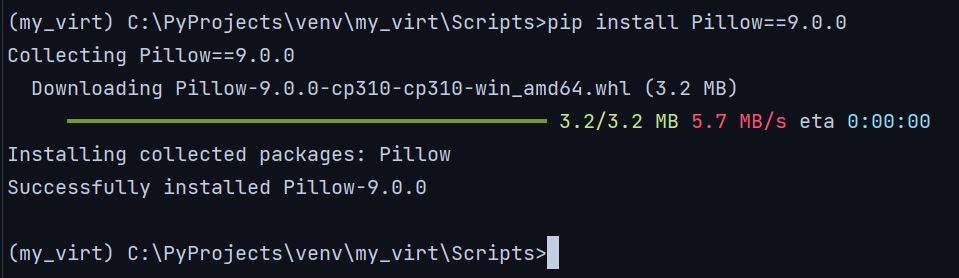 (my_virt) C:\PyProjects\venv\my_virt\Scripts>pip install Pillow==9.0.0
Collecting Pillow==9.0.0
  Downloading Pillow-9.0.0-cp310-cp310-win_amd64.whl (3.2 MB)
3.2/3.2 MB 5.7 MB/s eta 0:00:00
Installing collected packages: Pillow
Successfully installed Pillow-9.0.0
(my_virt) C:\PyProjects\venv\my_virt\Scripts>